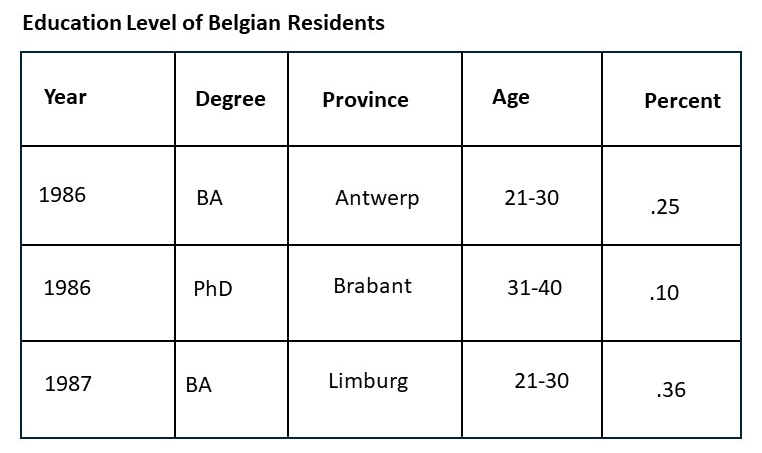 Education Level of Belgian Residents
Year Degree Province Age Percent
1986 BA Antwerp 21-30 .25
1986 PhD Brabant 31-40 .10
1987 BA Limburg 21-30 .36